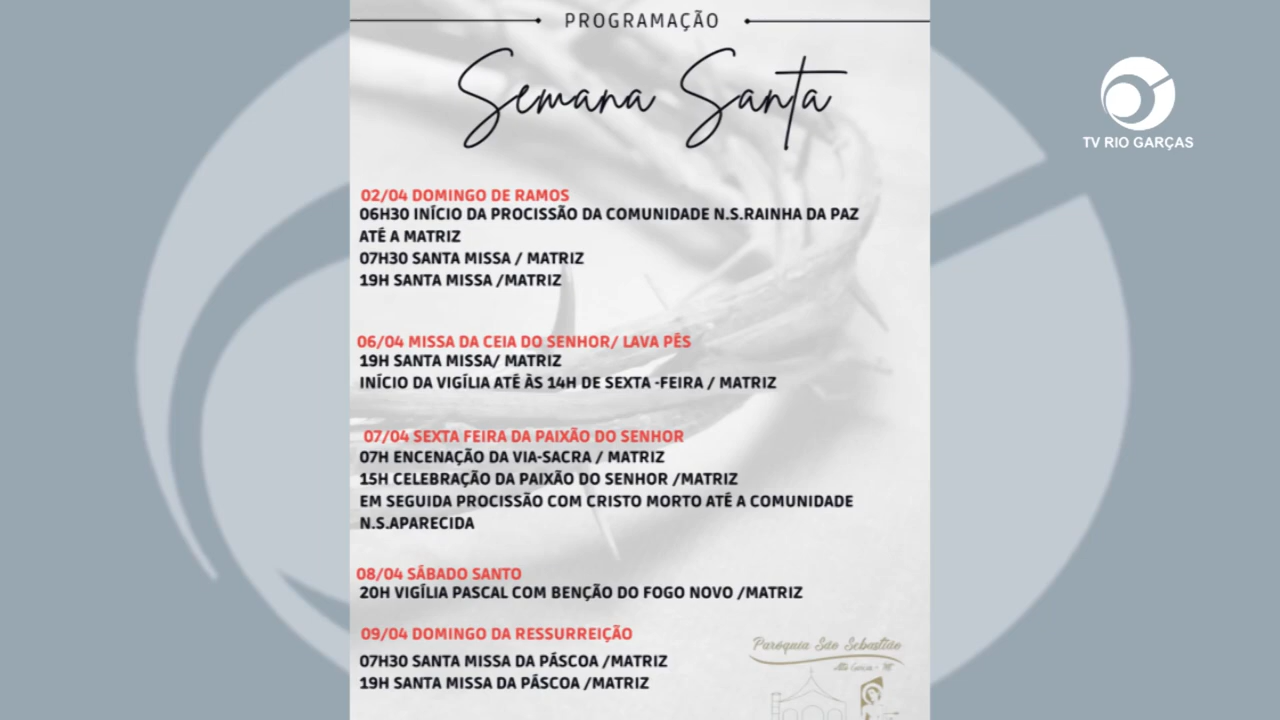 PROGRAMAÇÃO
Semana Santa
TV RIO GARÇAS
02/04 DOMINGO DE RAMOS
06H30 INÍCIO DA PROCISSÃO DA COMUNIDADE N.S.RAINHA DA PAZ
ATÉ A MATRIZ
07H30 SANTA MISSA / MATRIZ
19H SANTA MISSA /MATRIZ
06/04 MISSA DA CEIA DO SENHOR/ LAVA PÉS
19H SANTA MISSA/ MATRIZ
INÍCIO DA VIGÍLIA ATÉ ÀS 14H DE SEXTA -FEIRA / MATRIZ
07/04 SEXTA FEIRA DA PAIXÃO DO SENHOR
07H ENCENAÇÃO DA VIA-SACRA / MATRIZ
15H CELEBRAÇÃO DA PAIXÃO DO SENHOR /MATRIZ
EM SEGUIDA PROCISSÃO COM CRISTO MORTO ATÉ A COMUNIDADE
N.S.APARECIDA
08/04 SÁBADO SANTO
20H VIGÍLIA PASCAL COM BENÇÃO DO FOGO NOVO /MATRIZ
09/04 DOMINGO DA RESSURREIÇÃO
07H30 SANTA MISSA DA PÁSCOA /MATRIZ
19H SANTA MISSA DA PÁSCOA /MATRIZ
Paróquia São Sebastião